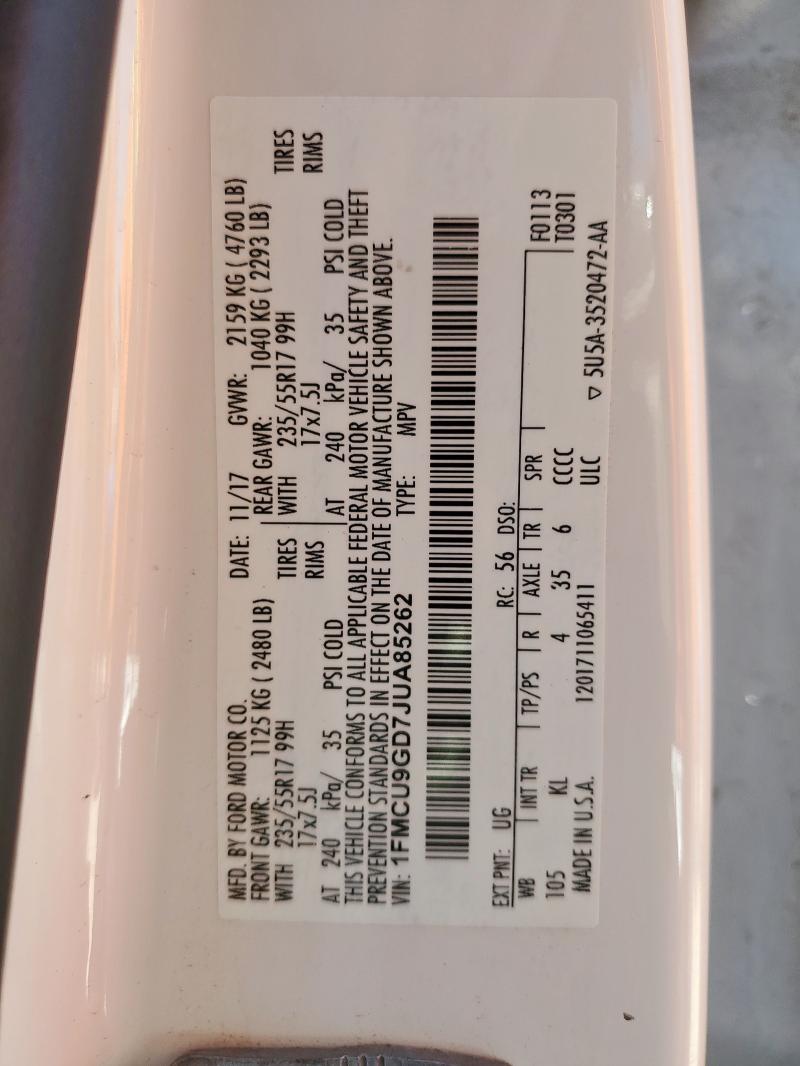 MFD. BY FORD MOTOR CO. DATE: 11/17 GVWR: 2159 KG ( 4760 LB)
FRONT GAWR: 1125 KG ( 2480 LB) REAR GAWR: 1040 KG ( 2293 LB)
WITH 235/55R17 99H TIRES WITH 235/55R17 99H TIRES
17x7.5J RIMS 17x7.5J RIMS
AT 240 kPa/ 35 PSI COLD AT 240 kPa/ 35 PSI COLD
THIS VEHICLE CONFORMS TO ALL APPLICABLE FEDERAL MOTOR VEHICLE SAFETY AND THEFT
PREVENTION STANDARDS IN EFFECT ON THE DATE OF MANUFACTURE SHOWN ABOVE.
VIN: 1FMCU9GD7JUA85262 TYPE: MPV
EXT PNT: UG RC: 56 DSO:
WB INT TR TP/PS R AXLE TR SPR F0113
105 KL 4 35 6 CCCC T0301
MADE IN U.S.A. 1201711065411 ULC
▽ 5U5A-3520472-AA